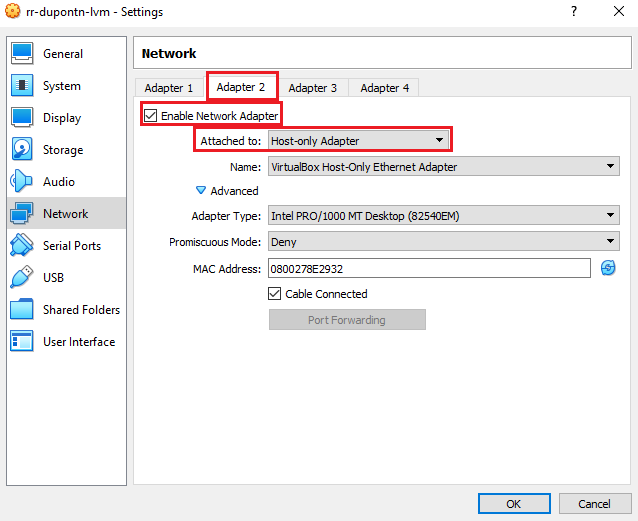 rr-dupontn-lvm - Settings
?
General
System
Display
Storage
Audio
Network
Serial Ports
USB
Shared Folders
User Interface
Network
Adapter 1 Adapter 2 Adapter 3 Adapter 4
Enable Network Adapter
Attached to: Host-only Adapter
Name: VirtualBox Host-Only Ethernet Adapter
Advanced
Adapter Type: Intel PRO/1000 MT Desktop (82540EM)
Promiscuous Mode: Deny
MAC Address: 0800278E2932
Cable Connected
Port Forwarding
OK Cancel